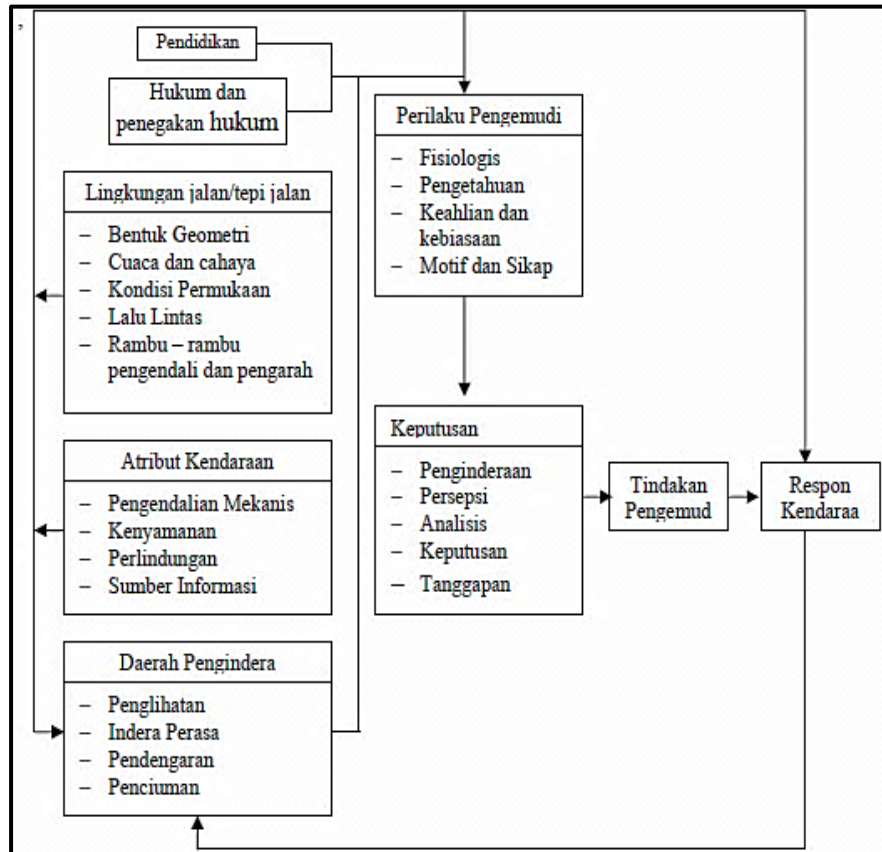 ,
Pendidikan
Hukum dan
penegakan hukum
Lingkungan jalan/tepi jalan
– Bentuk Geometri
– Cuaca dan cahaya
– Kondisi Permukaan
– Lalu Lintas
– Rambu – rambu
pengendali dan pengarah
Atribut Kendaraan
– Pengendalian Mekanis
– Kenyamanan
– Perlindungan
– Sumber Informasi
Daerah Pengindera
– Penglihatan
– Indera Perasa
– Pendengaran
– Penciuman
Perilaku Pengemudi
– Fisiologis
– Pengetahuan
– Keahlian dan
kebiasaan
– Motif dan Sikap
Keputusan
– Penginderaan
– Persepsi
– Analisis
– Keputusan
– Tanggapan
Tindakan
Pengemud
Respon
Kendaraa